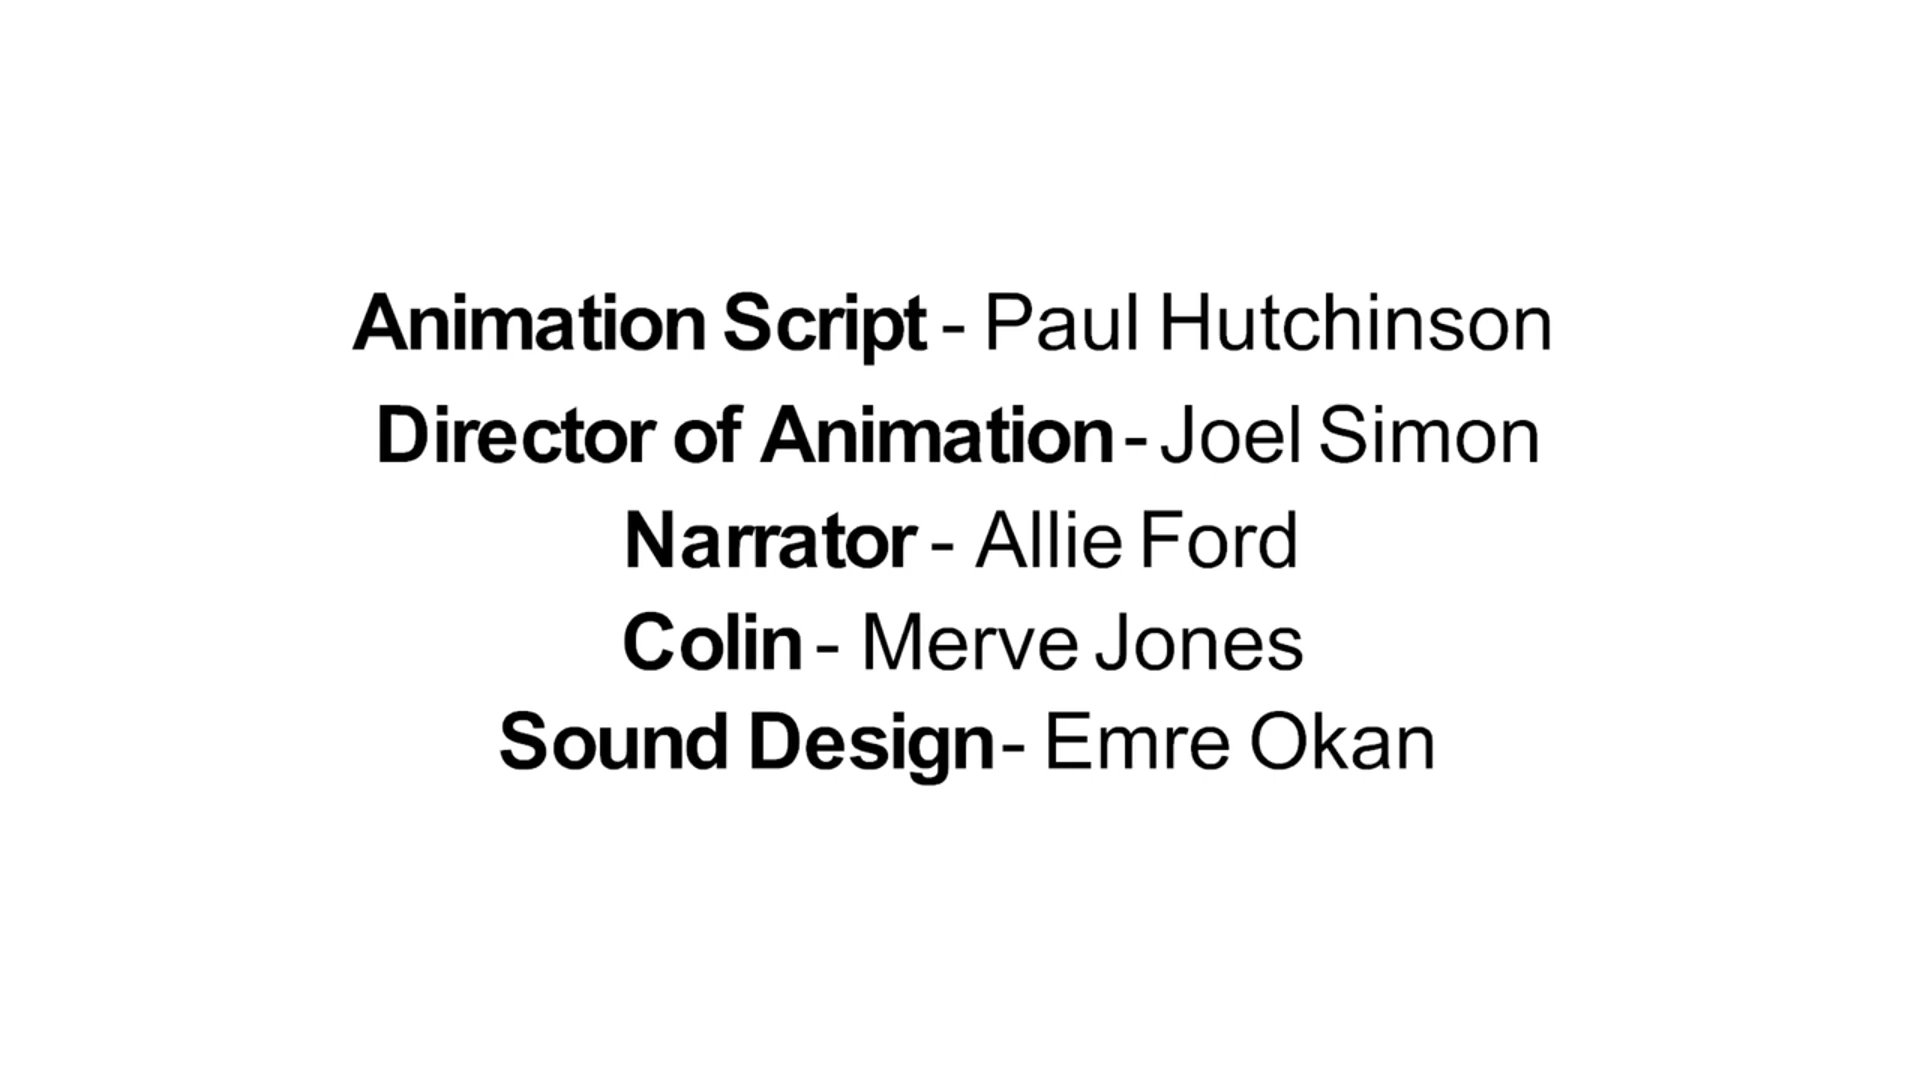 Animation Script - Paul Hutchinson
Director of Animation - Joel Simon
Narrator - Allie Ford
Colin - Merve Jones
Sound Design - Emre Okan